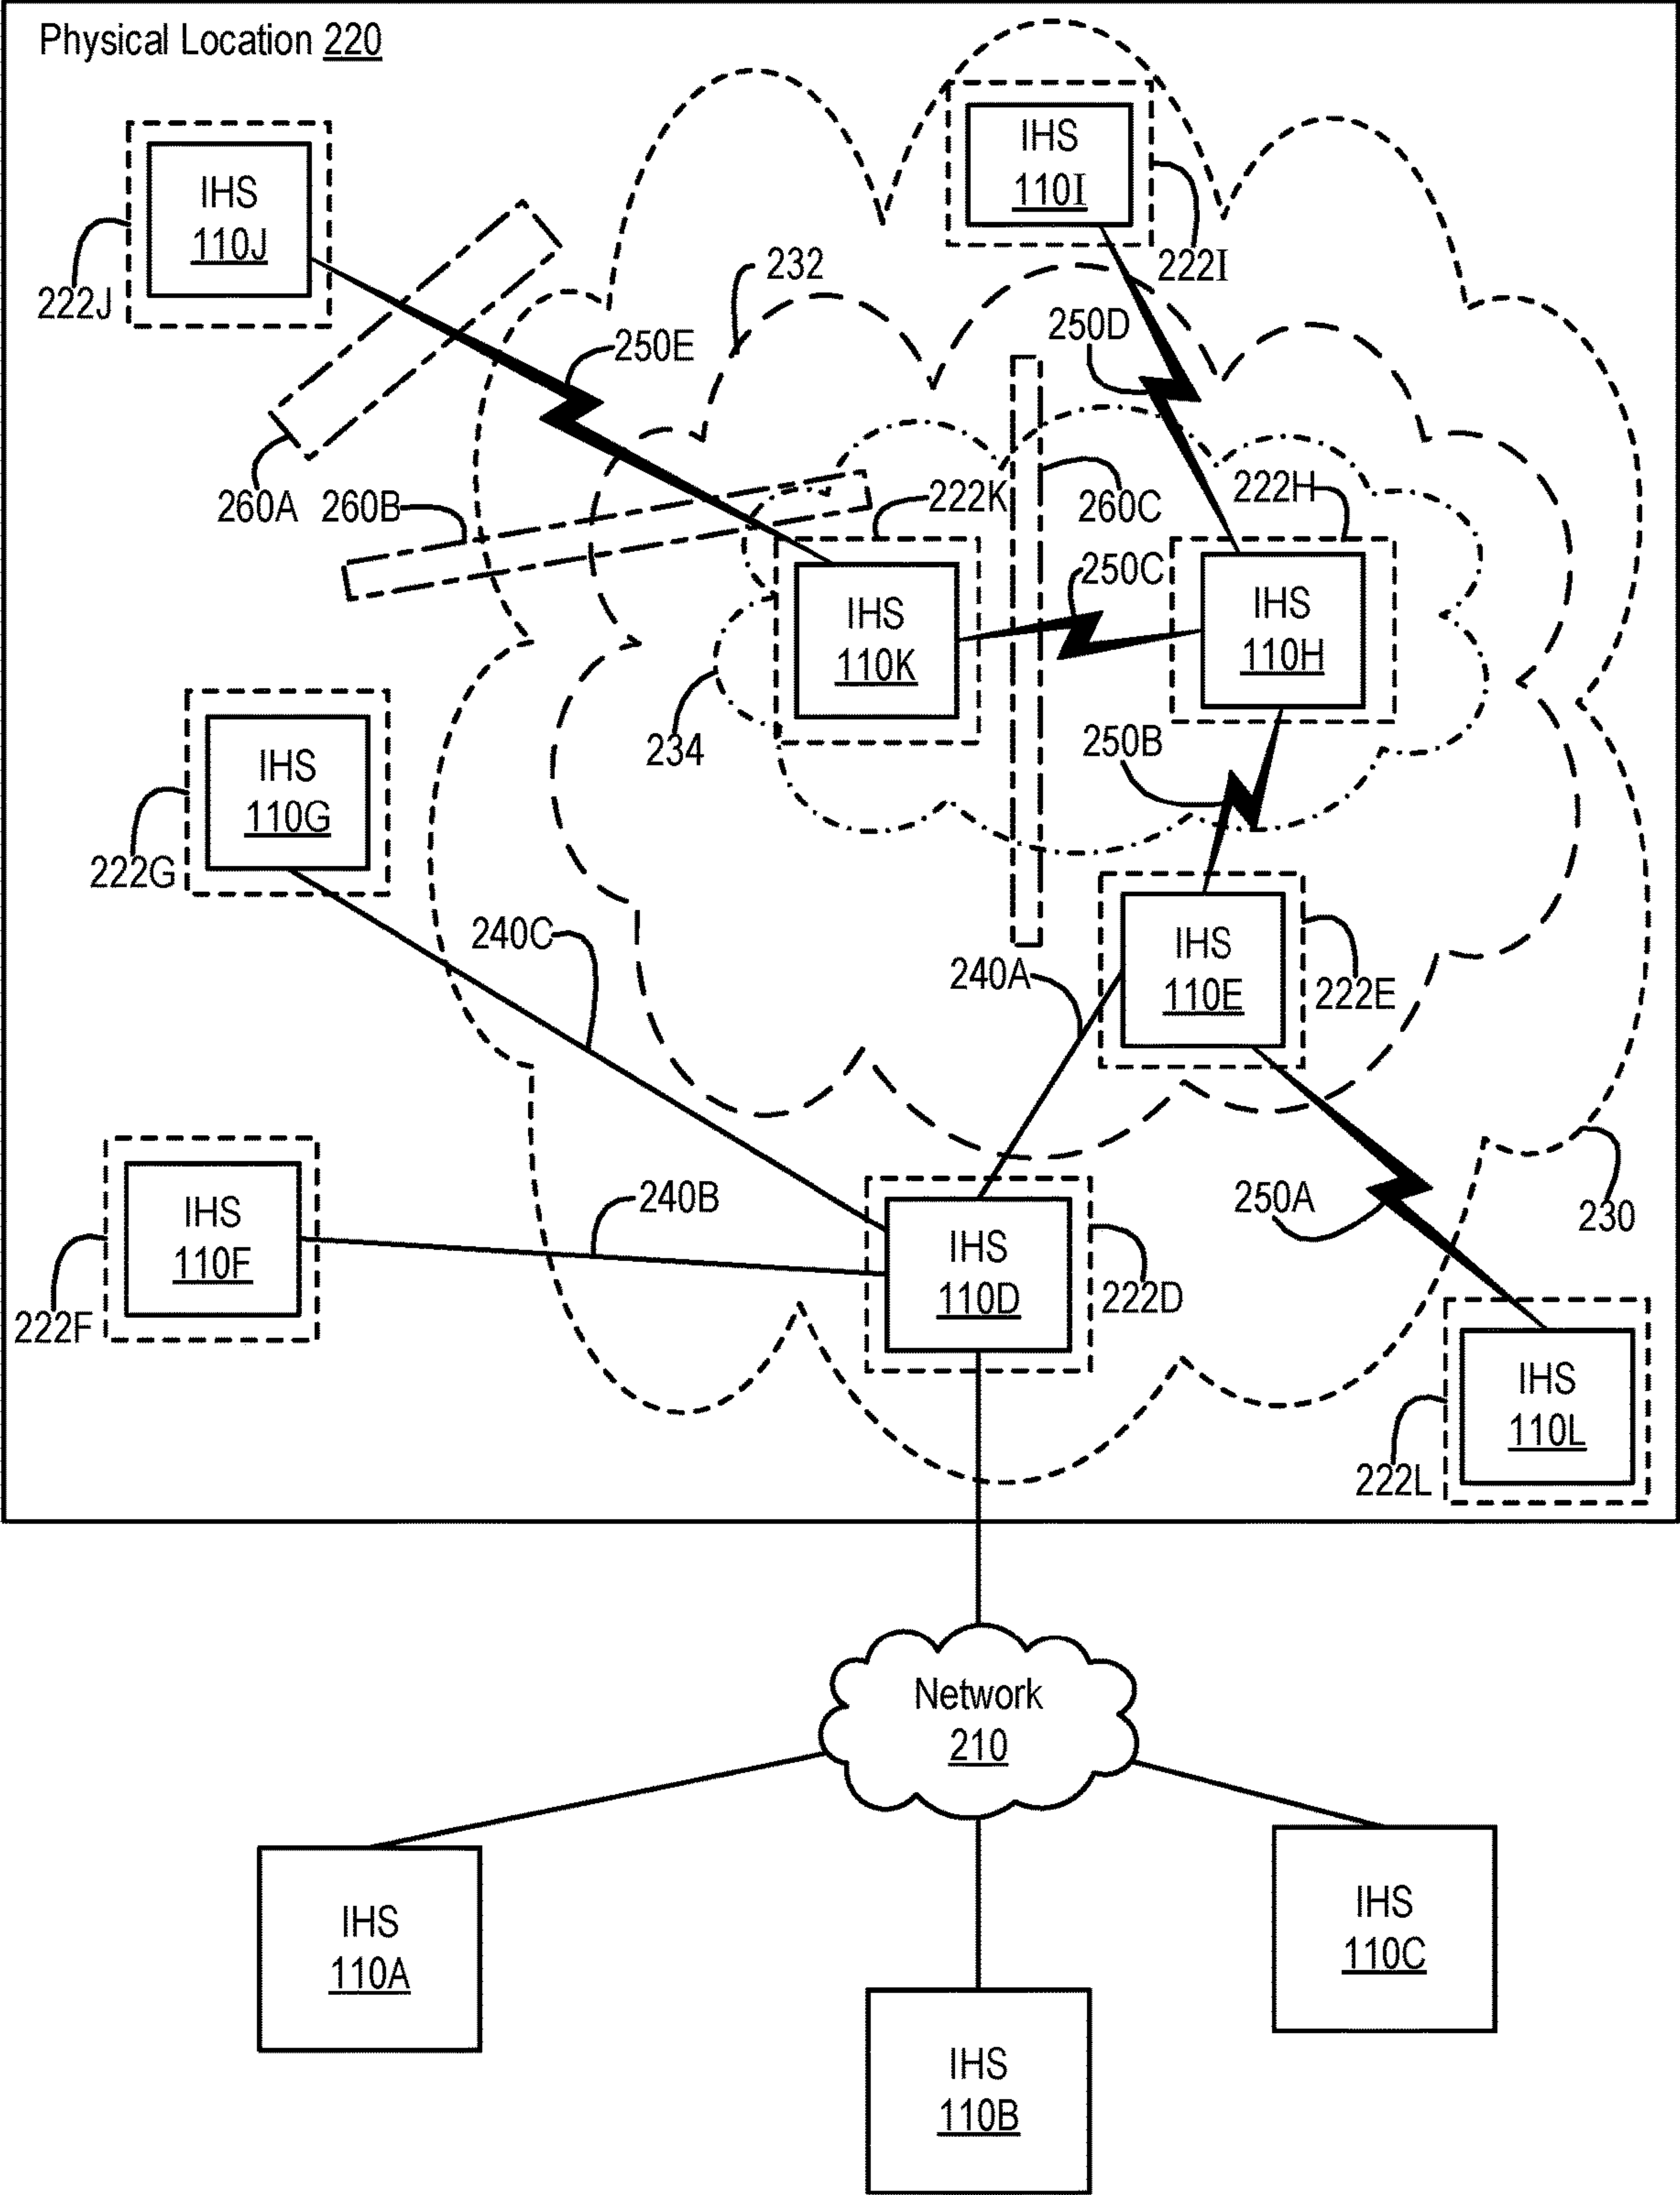 Physical Location 220
IHS
110I
222I
IHS
110J
222J
232
250E
250D
260A
260B
222K
260C
222H
250C
IHS
110K
IHS
110H
234
250B
IHS
110G
222G
240C
240A
IHS
110E
222E
IHS
110F
222F
240B
IHS
110D
222D
250A
230
IHS
110L
222L
Network
210
IHS
110A
IHS
110C
IHS
110B